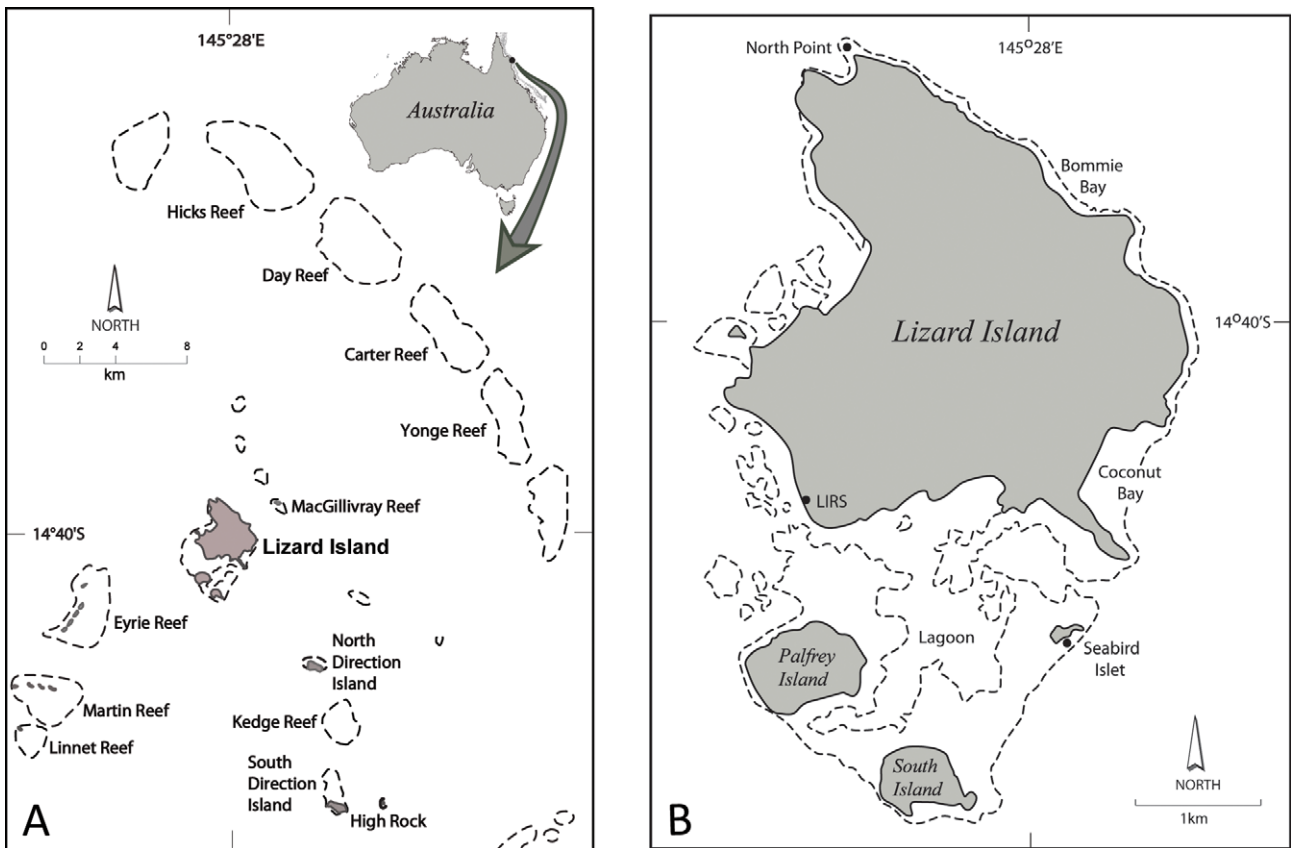 145°28'E
Australia
Hicks Reef
Day Reef
NORTH
0 2 4 8
km
Carter Reef
Yonge Reef
MacGillivray Reef
14°40'S
Lizard Island
Eyrie Reef
North
Direction
Island
Martin Reef
Kedge Reef
Linnet Reef
South
Direction
Island
High Rock
A
145°28'E
North Point
Bommie
Bay
14°40'S
Lizard Island
Coconut
Bay
LIRS
Lagoon
Seabird
Islet
Palfrey
Island
South
Island
NORTH
1km
B